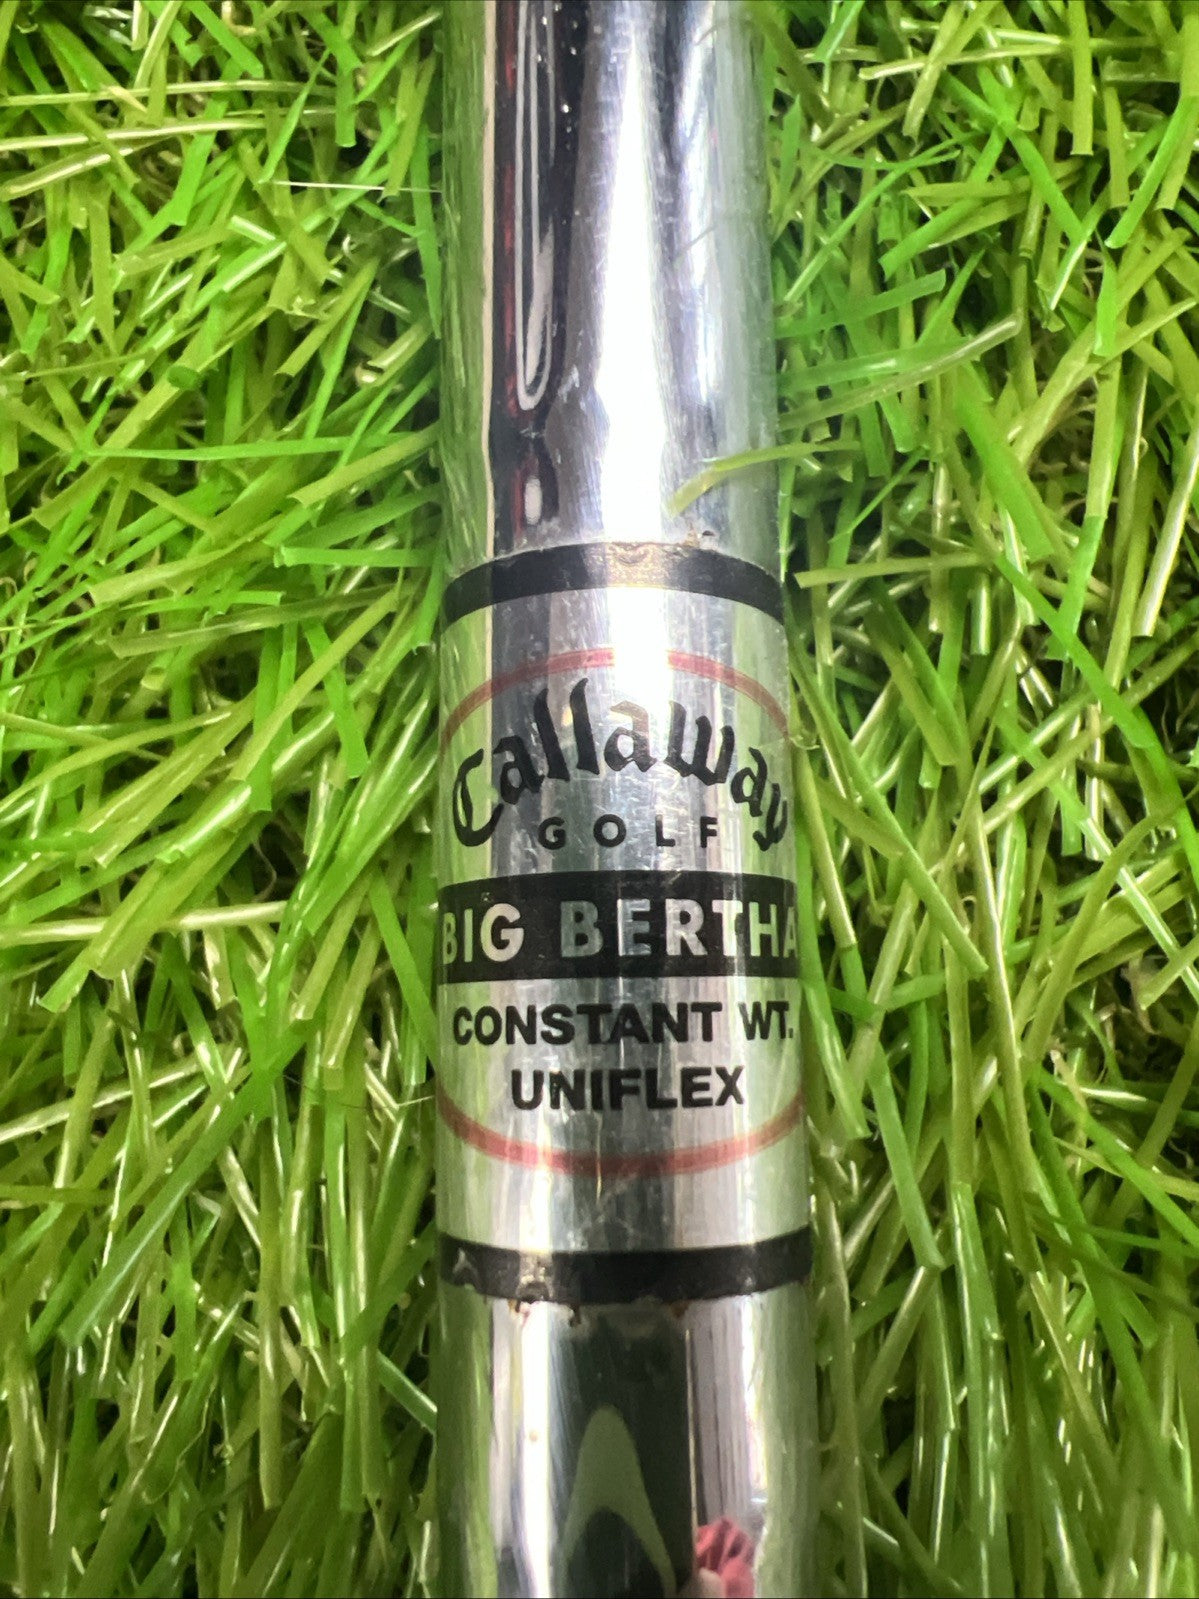 Callaway
GOLF
BIG BERTHA
CONSTANT WT.
UNIFLEX